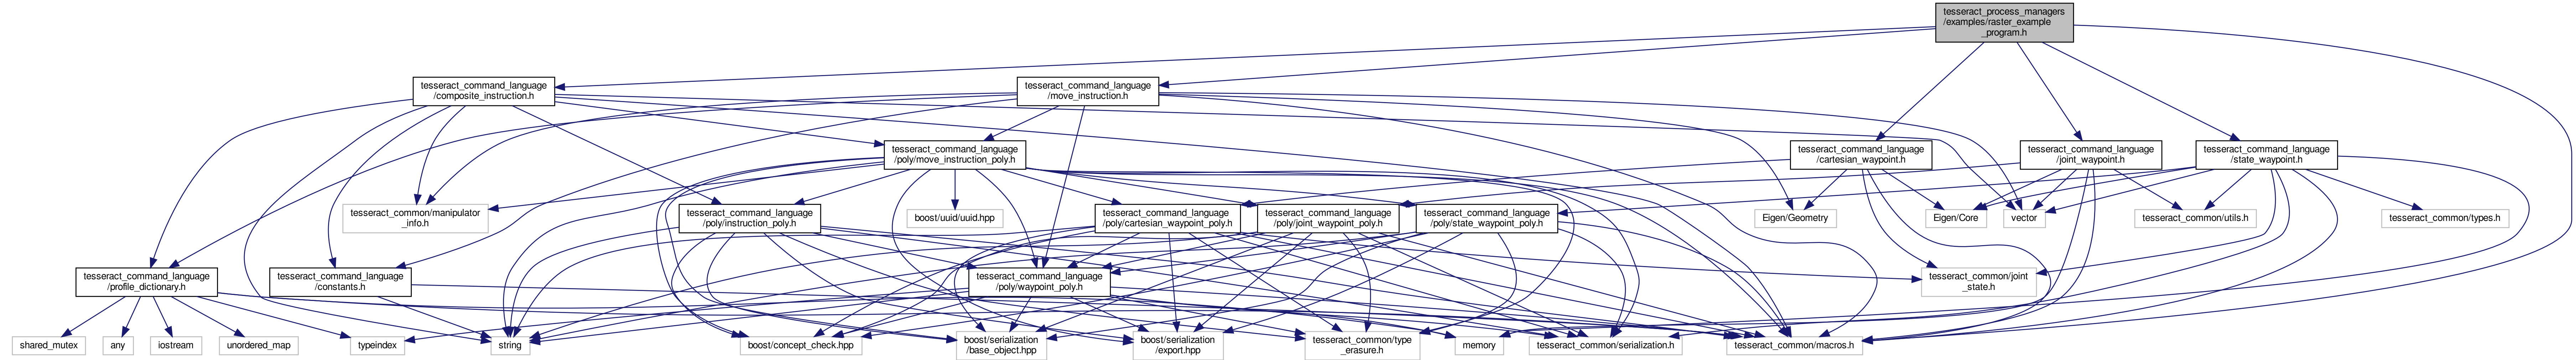 tesseract_process_managers
/examples/raster_example
_program.h
tesseract_command_language
/composite_instruction.h
tesseract_command_language
/move_instruction.h
tesseract_command_language
/poly/move_instruction_poly.h
tesseract_command_language
/cartesian_waypoint.h
tesseract_command_language
/joint_waypoint.h
tesseract_command_language
/state_waypoint.h
tesseract_common/manipulator
_info.h
tesseract_command_language
/poly/instruction_poly.h
boost/uuid/uuid.hpp
tesseract_command_language
/poly/cartesian_waypoint_poly.h
tesseract_command_language
/poly/joint_waypoint_poly.h
tesseract_command_language
/poly/state_waypoint_poly.h
Eigen/Geometry
Eigen/Core
vector
tesseract_common/utils.h
tesseract_common/types.h
tesseract_command_language
/profile_dictionary.h
tesseract_command_language
/constants.h
tesseract_command_language
/poly/waypoint_poly.h
tesseract_common/joint
_state.h
shared_mutex
any
iostream
unordered_map
typeindex
string
boost/concept_check.hpp
boost/serialization
/base_object.hpp
boost/serialization
/export.hpp
tesseract_common/type
_erasure.h
memory
tesseract_common/serialization.h
tesseract_common/macros.h